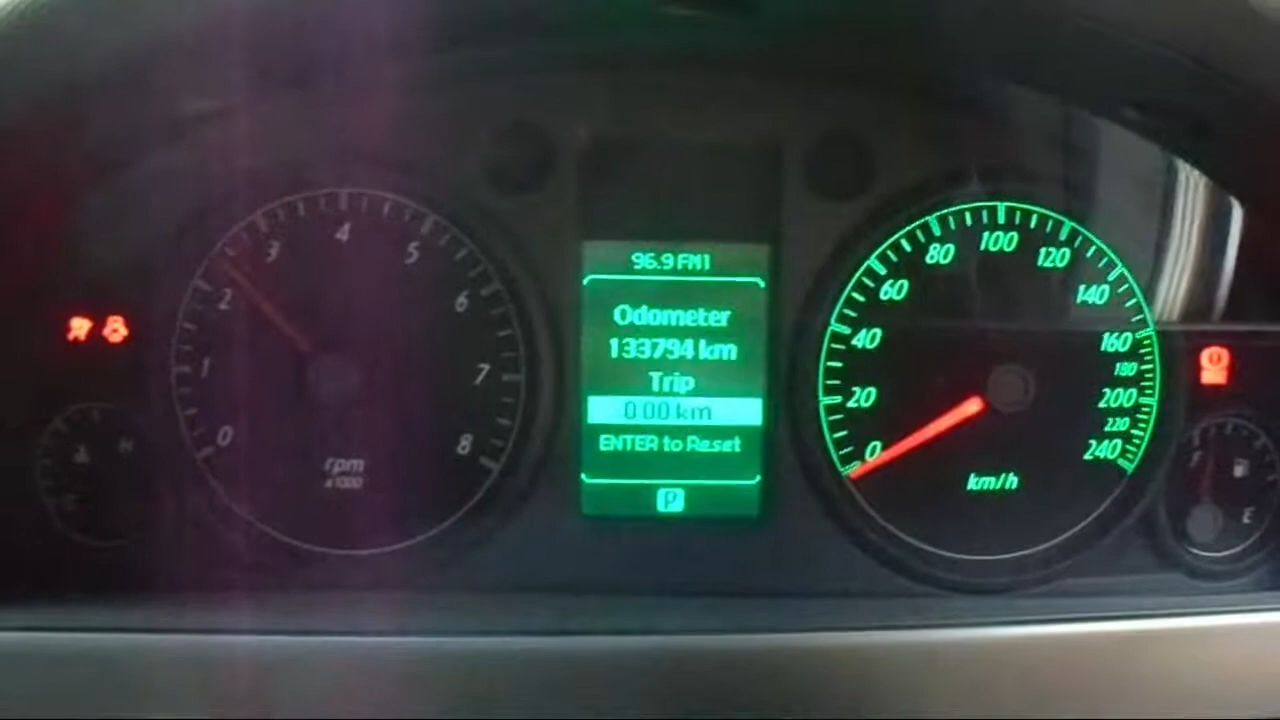 0
1
2
3
4
5
6
7
8
rpm
x1000
H
96.9 FM1
Odometer
133794 km
Trip
0.00 km
ENTER to Reset
P
0
20
40
60
80
100
120
140
160
180
200
220
240
km/h
F
E